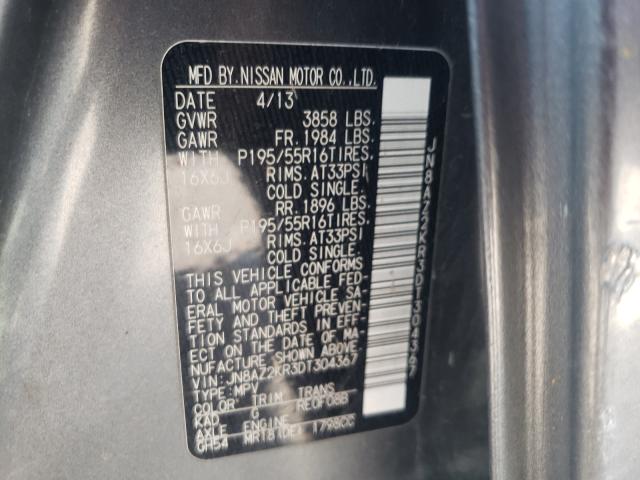 MFD BY.NISSAN MOTOR CO.,LTD.
DATE 4/13
GVWR 3858 LBS.
GAWR FR. 1984 LBS.
WITH P195/55R16TIRES,
16X6J RIMS. AT33PSI
COLD SINGLE.
GAWR RR. 1896 LBS.
WITH P195/55R16TIRES,
16X6J RIMS. AT33PSI
COLD SINGLE.
THIS VEHICLE CONFORMS
TO ALL APPLICABLE FED-
ERAL MOTOR VEHICLE SA-
FETY AND THEFT PREVEN-
TION STANDARDS IN EFF-
ECT ON THE DATE OF MA-
NUFACTURE SHOWN ABOVE.
VIN: JN8AZ2KR3DT304367
TYPE: MPV
COLOR TRIM TRANS
KAD G RE0F08B
AXLE ENGINE
GH54 MR18(DE) 1798CC
JN8AZ2KR3DT304367